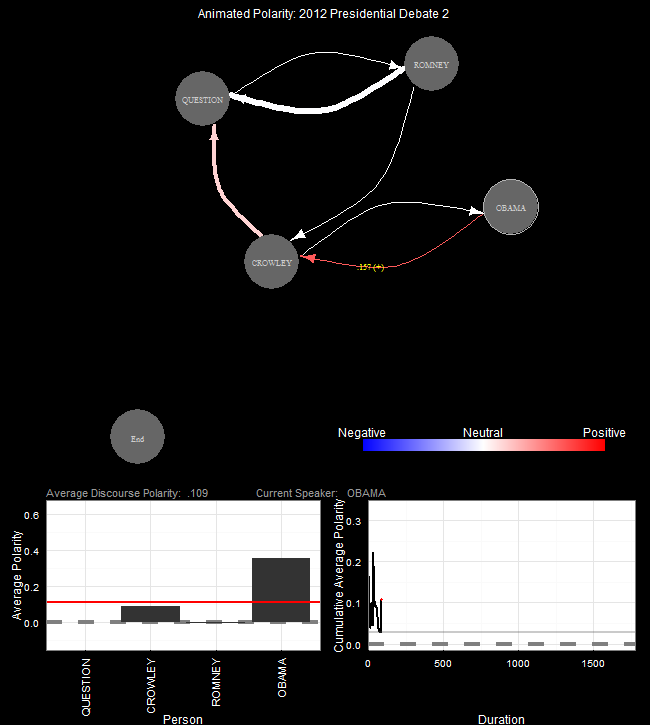 Animated Polarity: 2012 Presidential Debate 2
ROMNEY
QUESTION
OBAMA
CROWLEY
.157 (+)
End
Negative Neutral Positive
Average Discourse Polarity: .109 Current Speaker: OBAMA
Average Polarity
0.6
0.4
0.2
0.0
QUESTION
CROWLEY
ROMNEY
OBAMA
Person
Cumulative Average Polarity
0.3
0.2
0.1
0.0
0 500 1000 1500
Duration